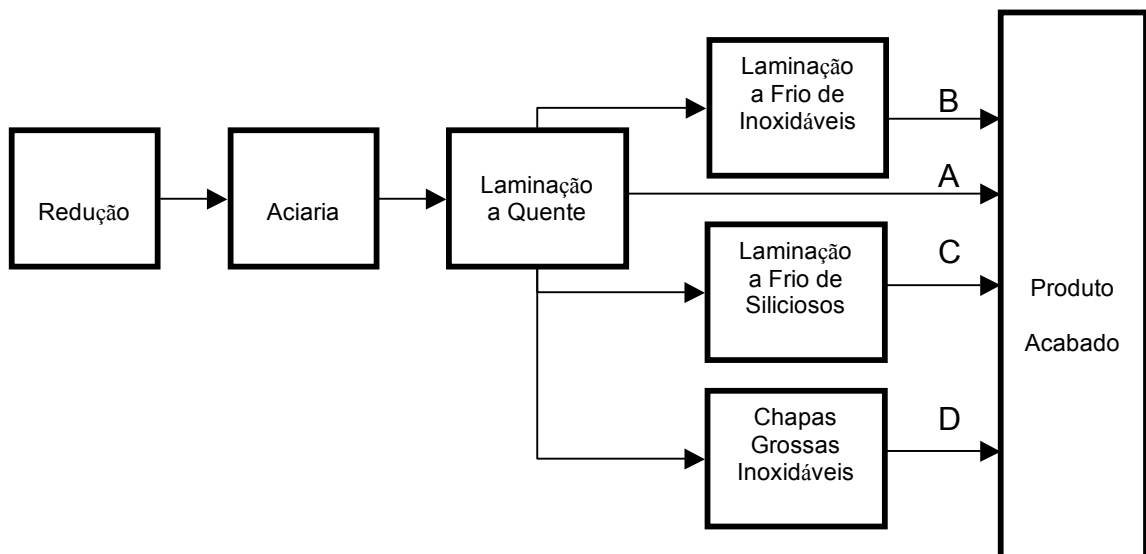 Redução
Aciaria
Laminação
a Quente
Laminação
a Frio de
Inoxidáveis
B
A
Laminação
a Frio de
Siliciosos
C
Chapas
Grossas
Inoxidáveis
D
Produto
Acabado